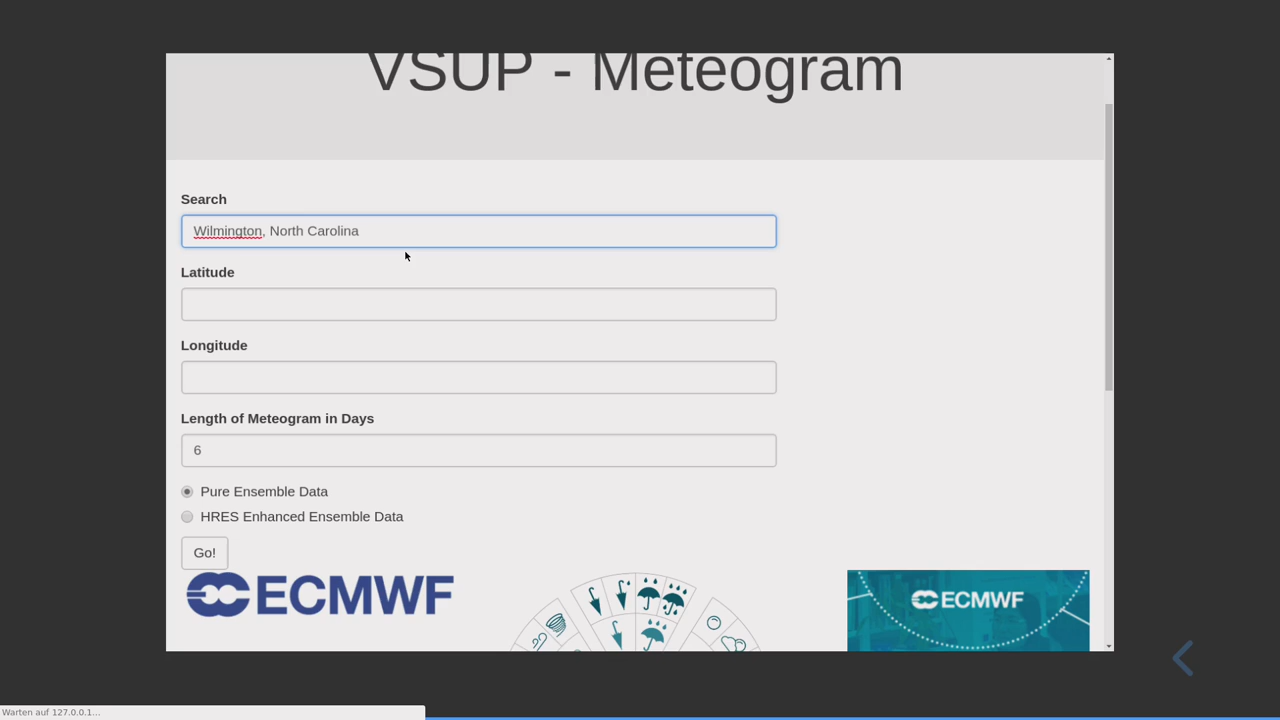 VSUP - Meteogram
Search
Wilmington, North Carolina
Latitude
Longitude
Length of Meteogram in Days
6
Pure Ensemble Data
HRES Enhanced Ensemble Data
Go!
ECMWF
ECMWF
Warten auf 127.0.0.1...